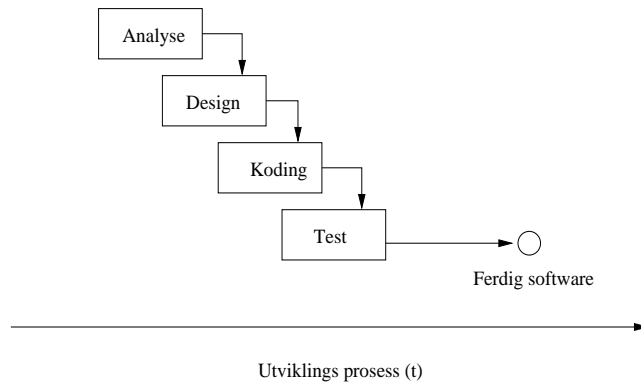 Analyse
Design
Koding
Test
Ferdig software
Utviklings prosess (t)